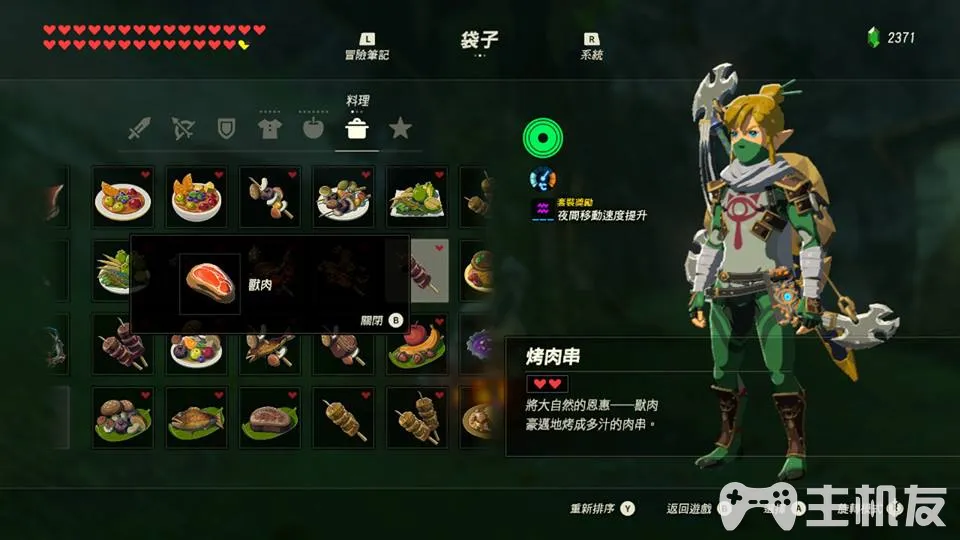 L
冒險筆記
袋子
R
系統
2371
料理
套裝獎勵
夜間移動速度提升
獸肉
關閉 B
烤肉串
將大自然的恩惠——獸肉
豪邁地烤成多汁的肉串。
重新排序 Y
返回遊戲
主机友